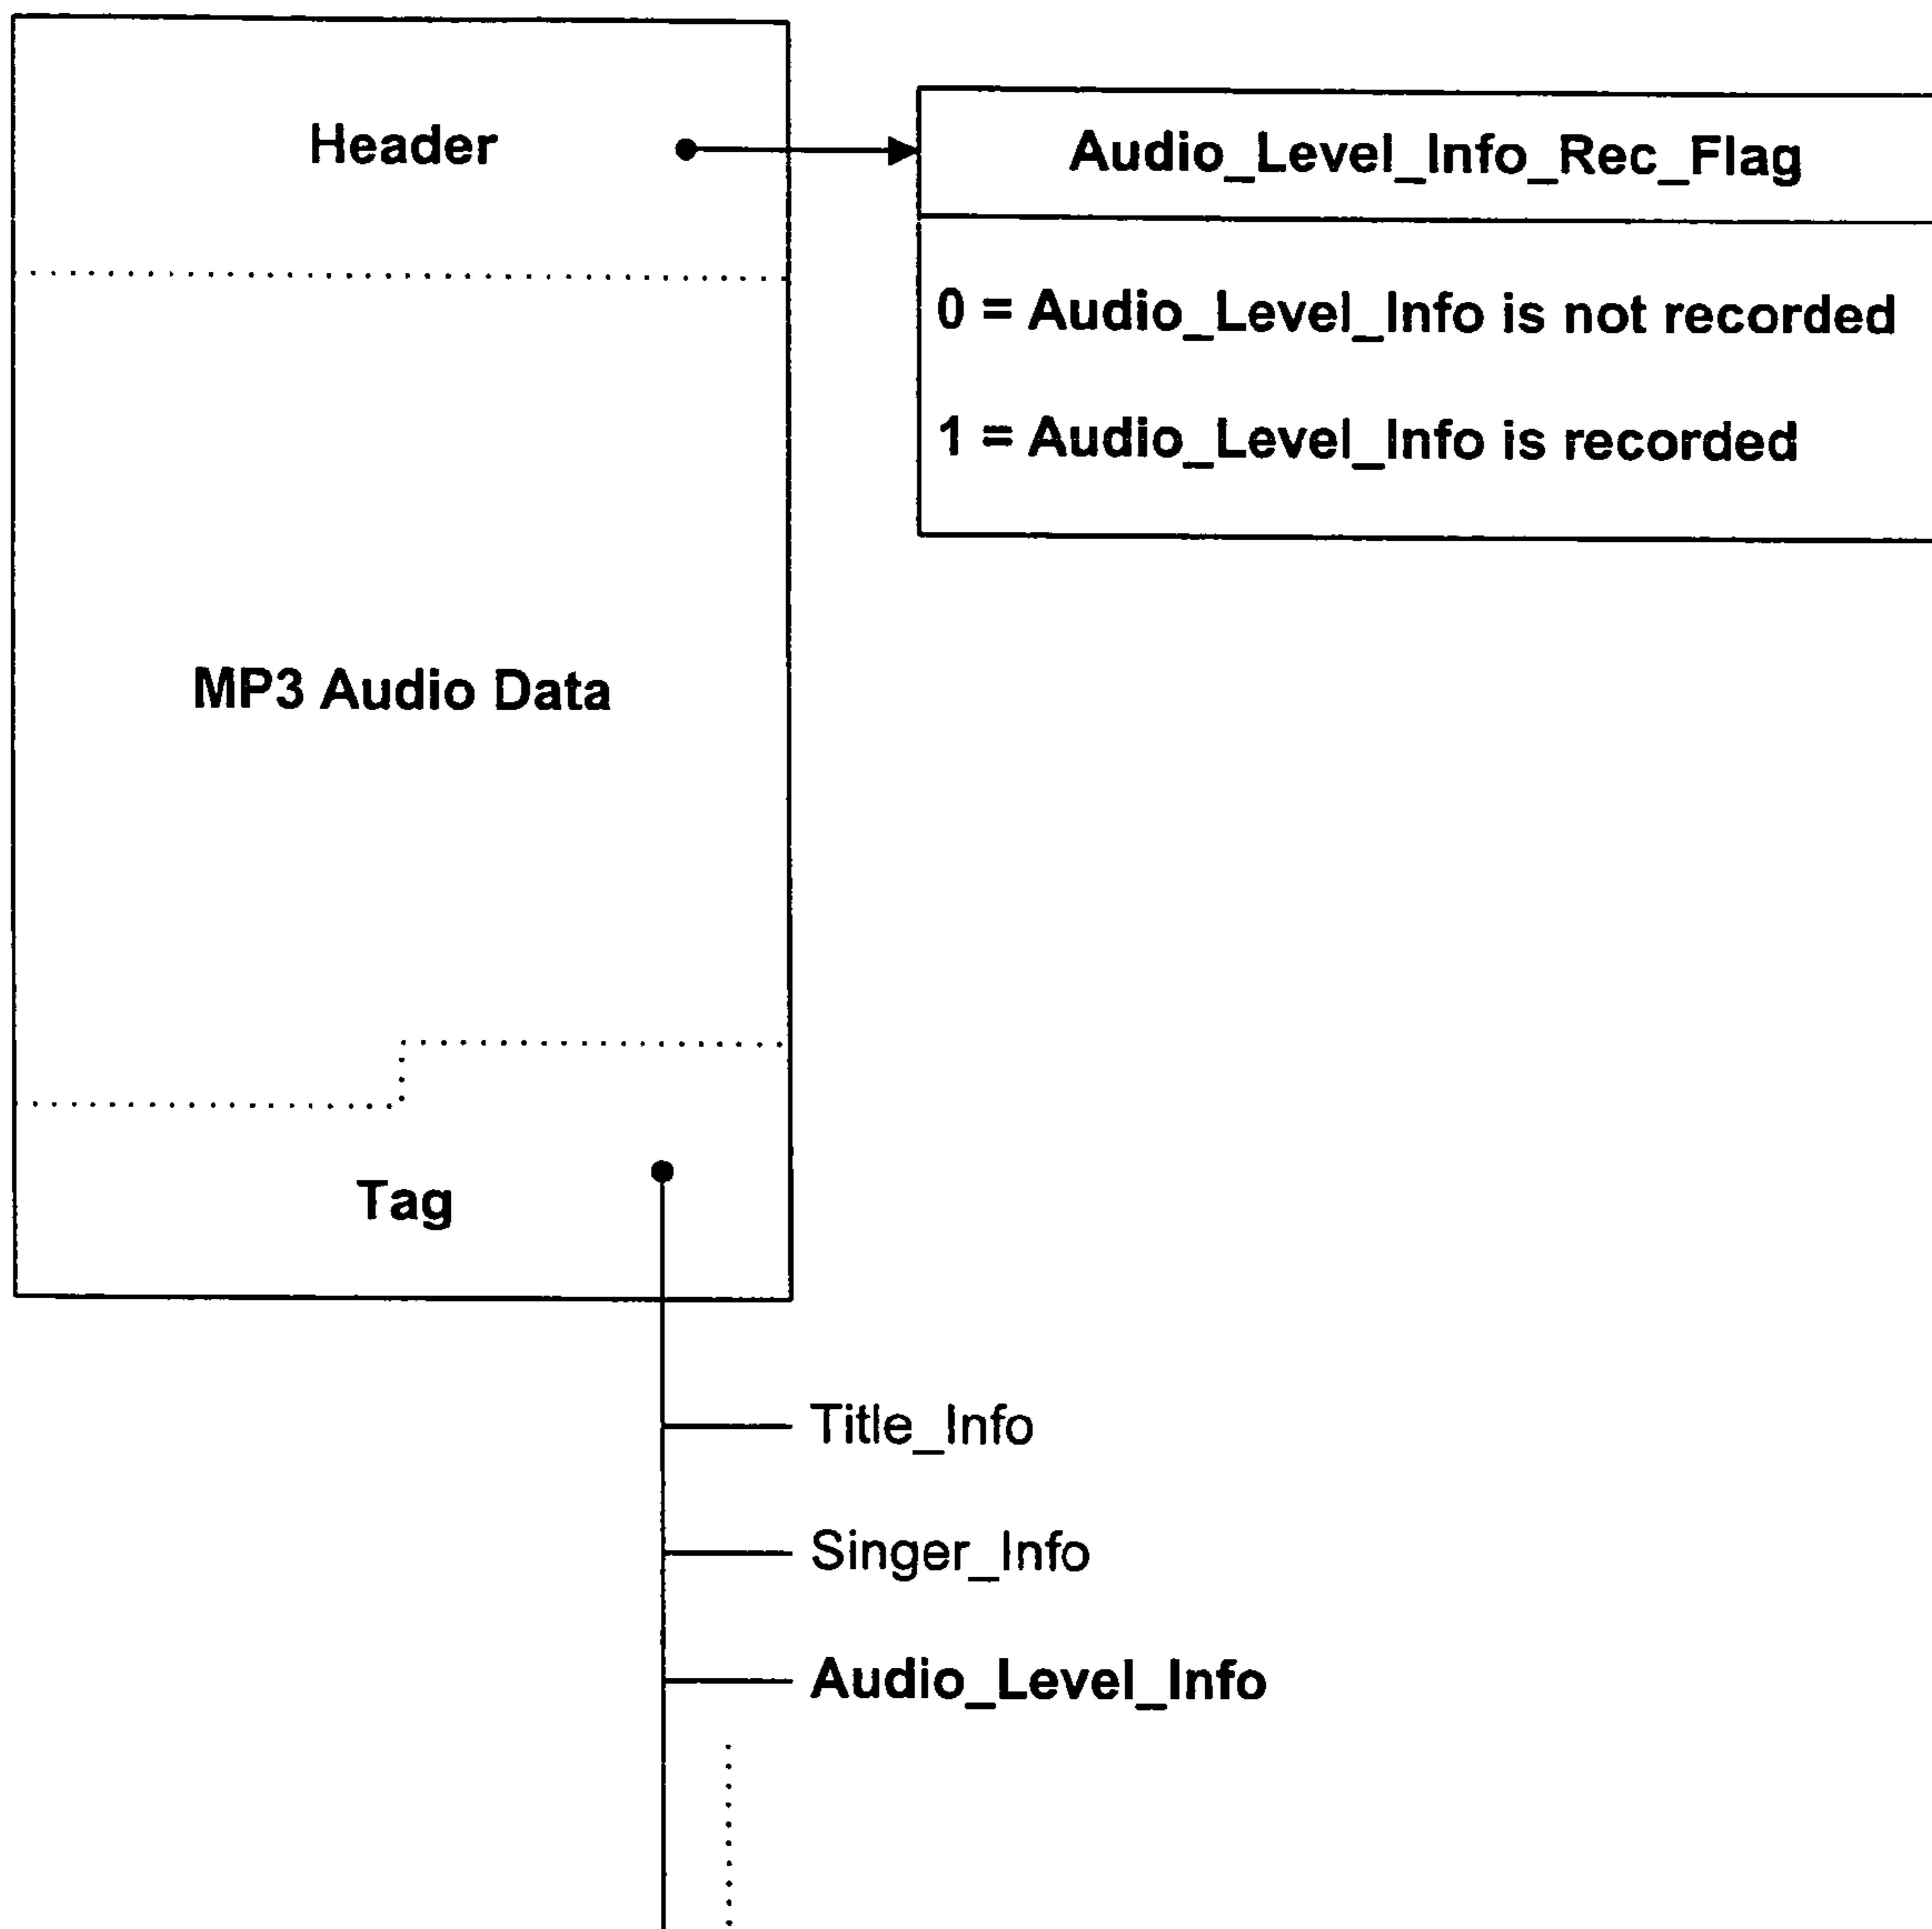 Header
Audio_Level_Info_Rec_Flag
0 = Audio_Level_Info is not recorded
1 = Audio_Level_Info is recorded
MP3 Audio Data
Tag
Title_Info
Singer_Info
Audio_Level_Info